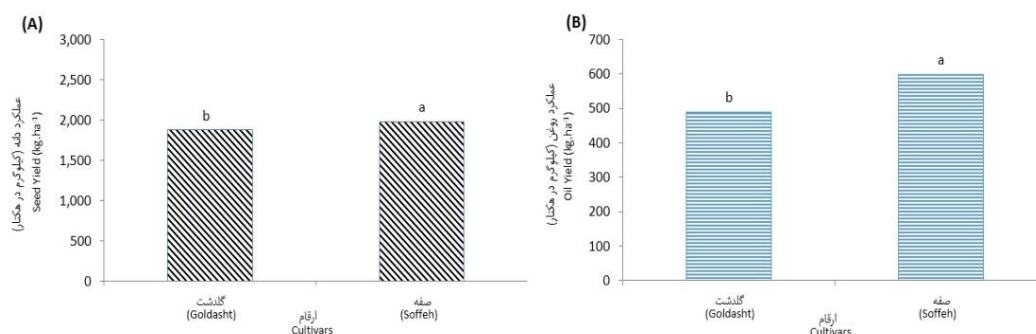 (A)
عملکرد دانه (کیلوگرم در هکتار)
Seed Yield (kg.ha⁻¹)
3,000
2,500
2,000
1,500
1,000
500
0
b
a
گلدشت
(Goldasht)
صفه
(Soffeh)
ارقام
Cultivars
(B)
عملکرد روغن (کیلوگرم در هکتار)
Oil Yield (kg.ha⁻¹)
700
600
500
400
300
200
100
0
b
a
گلدشت
(Goldasht)
صفه
(Soffeh)
ارقام
Cultivars